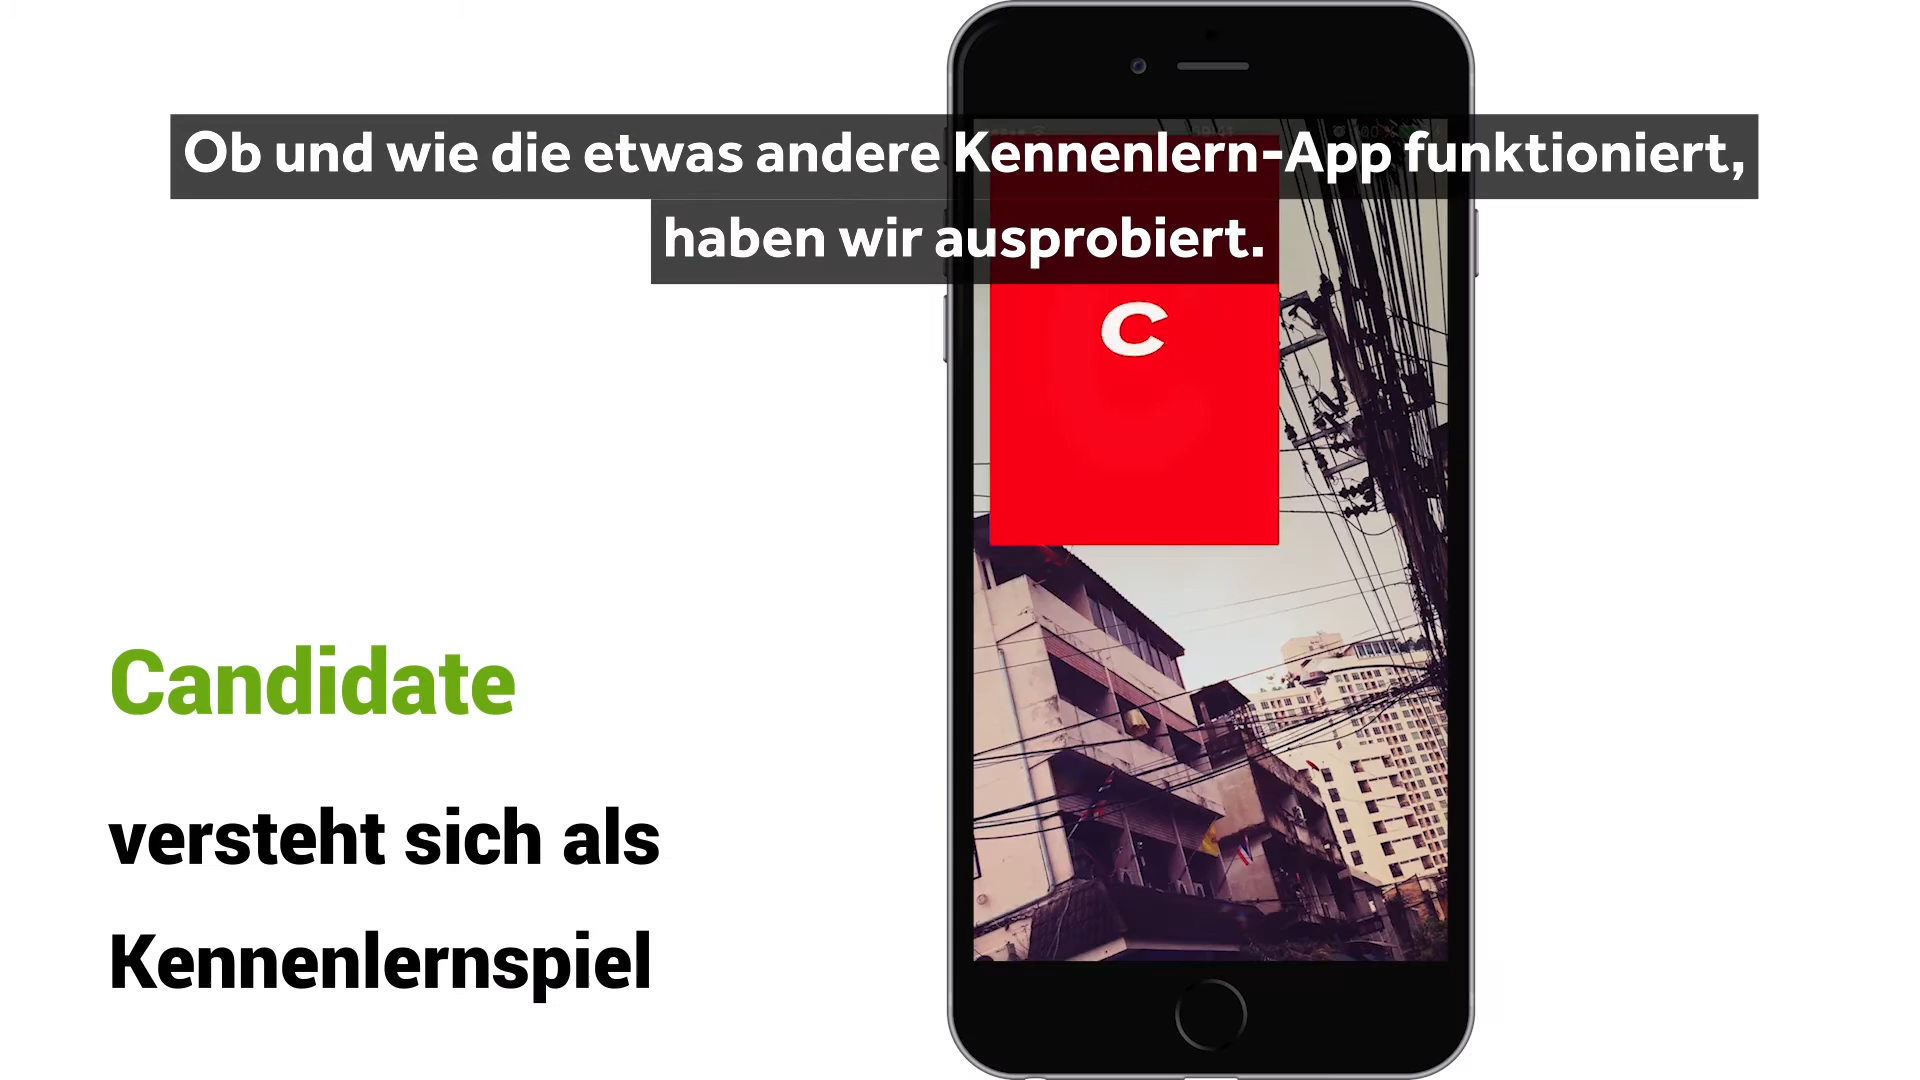 Ob und wie die etwas andere Kennenlern-App funktioniert,
haben wir ausprobiert.
C
Candidate
versteht sich als
Kennenlernspiel